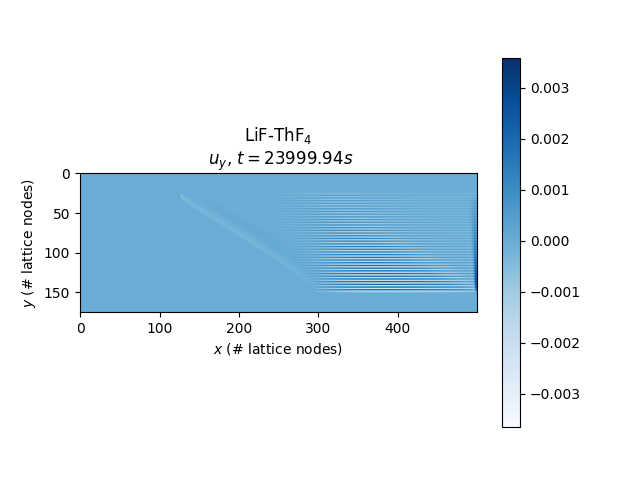 LiF-ThF₄
u_y, t = 23999.94s
0
50
100
150
y (# lattice nodes)
0 100 200 300 400
x (# lattice nodes)
0.003
0.002
0.001
0.000
−0.001
−0.002
−0.003